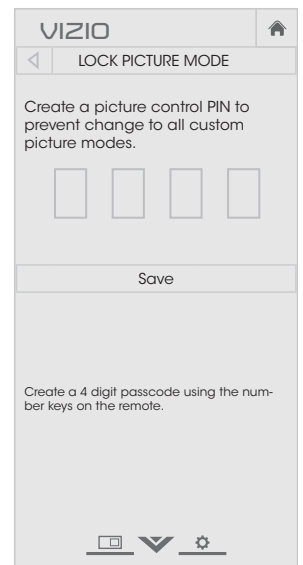 VIZIO
LOCK PICTURE MODE
Create a picture control PIN to
prevent change to all custom
picture modes.
Save
Create a 4 digit passcode using the num-
ber keys on the remote.